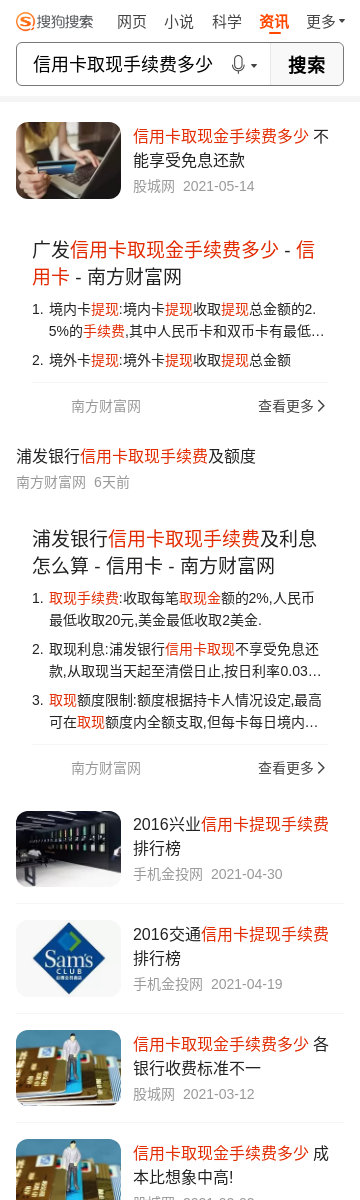 搜狗搜索 网页 小说 科学 资讯 更多
信用卡取现手续费多少 搜索
信用卡取现金手续费多少 不
能享受免息还款
股城网 2021-05-14
广发信用卡取现金手续费多少 - 信
用卡 - 南方财富网
1. 境内卡提现:境内卡提现收取提现总金额的2.
5%的手续费,其中人民币卡和双币卡有最低…
2. 境外卡提现:境外卡提现收取提现总金额
南方财富网 查看更多
浦发银行信用卡取现手续费及额度
南方财富网 6天前
浦发银行信用卡取现手续费及利息
怎么算 - 信用卡 - 南方财富网
1. 取现手续费:收取每笔取现金额的2%,人民币
最低收取20元,美金最低收取2美金.
2. 取现利息:浦发银行信用卡取现不享受免息还
款,从取现当天起至清偿日止,按日利率0.03…
3. 取现额度限制:额度根据持卡人情况设定,最高
可在取现额度内全额支取,但每卡每日境内…
南方财富网 查看更多
2016兴业信用卡提现手续费
排行榜
手机金投网 2021-04-30
Sam's
CLUB
2016交通信用卡提现手续费
排行榜
手机金投网 2021-04-19
信用卡取现金手续费多少 各
银行收费标准不一
股城网 2021-03-12
信用卡取现金手续费多少 成
本比想象中高!